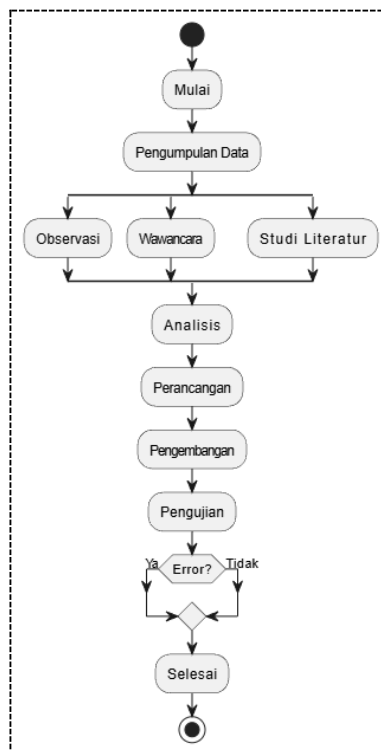 Mulai
Pengumpulan Data
Observasi
Wawancara
Studi Literatur
Analisis
Perancangan
Pengembangan
Pengujian
Ya
Error?
Tidak
Selesai